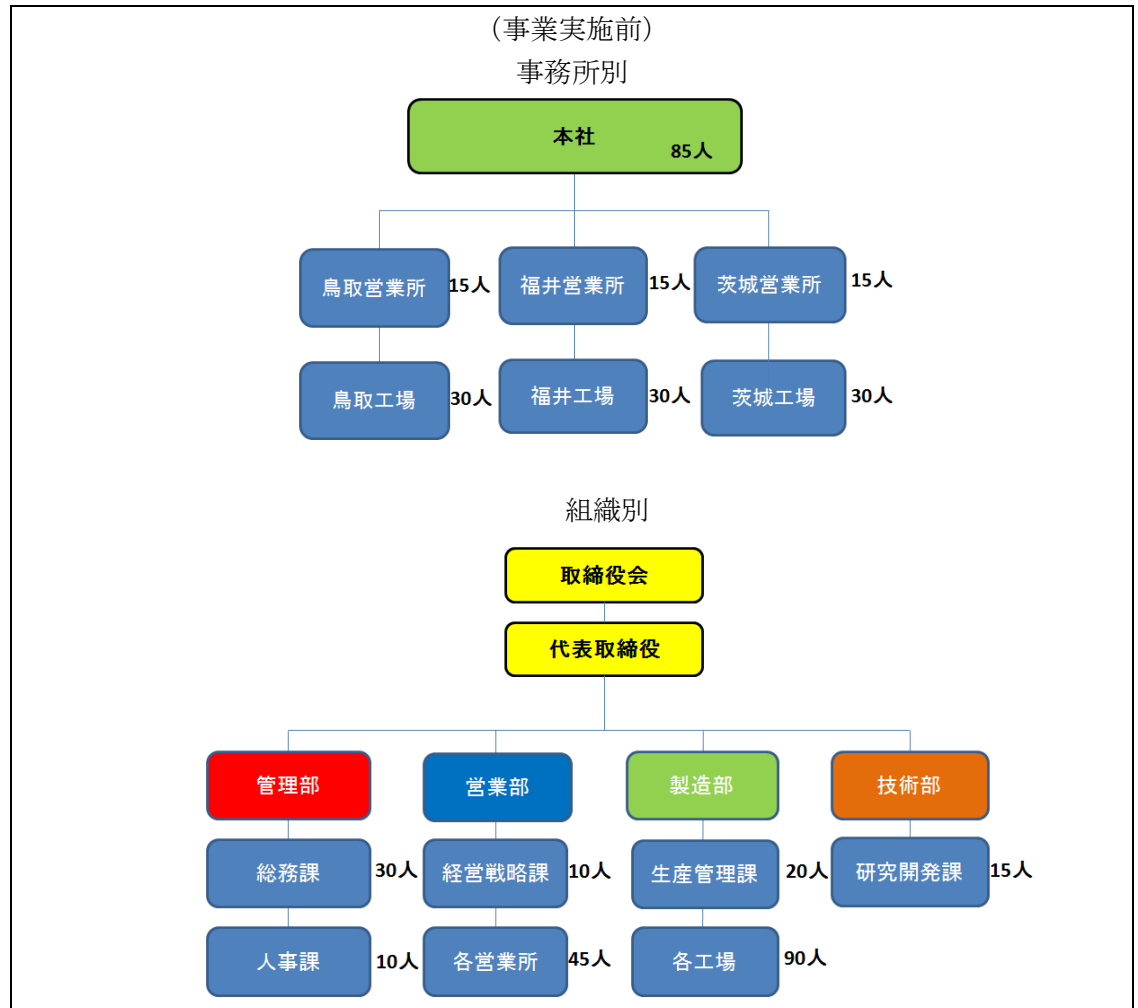 (事業実施前)
事務所別
本社
85人
鳥取営業所 15人 福井営業所 15人 茨城営業所 15人
鳥取工場 30人 福井工場 30人 茨城工場 30人
組織別
取締役会
代表取締役
管理部 営業部 製造部 技術部
総務課 30人 経営戦略課 10人 生産管理課 20人 研究開発課 15人
人事課 10人 各営業所 45人 各工場 90人